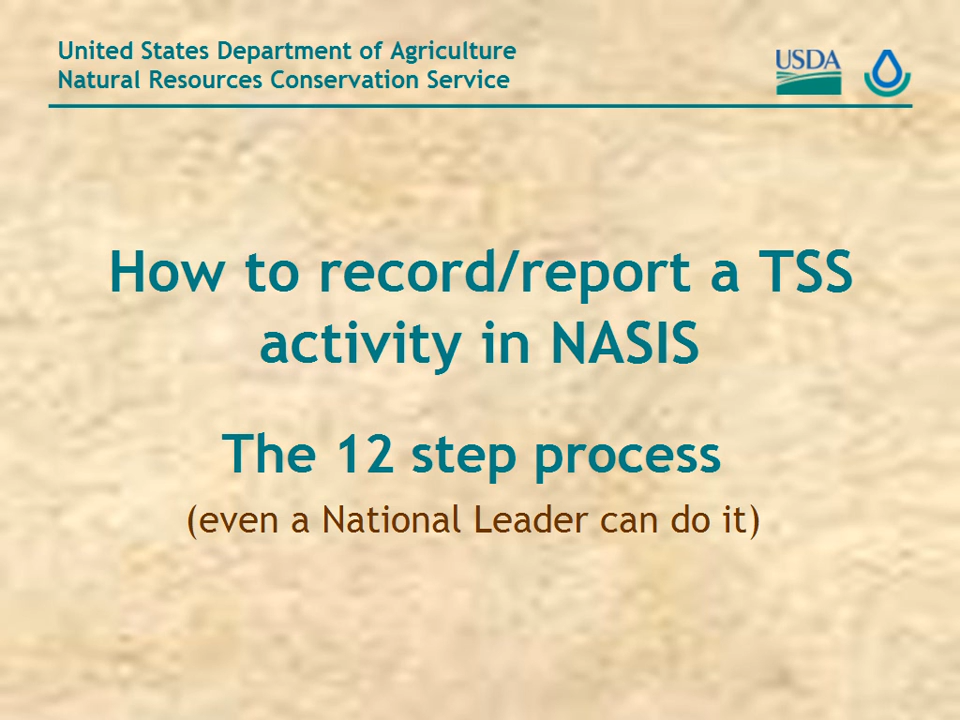 United States Department of Agriculture
Natural Resources Conservation Service
USDA
How to record/report a TSS
activity in NASIS
The 12 step process
(even a National Leader can do it)